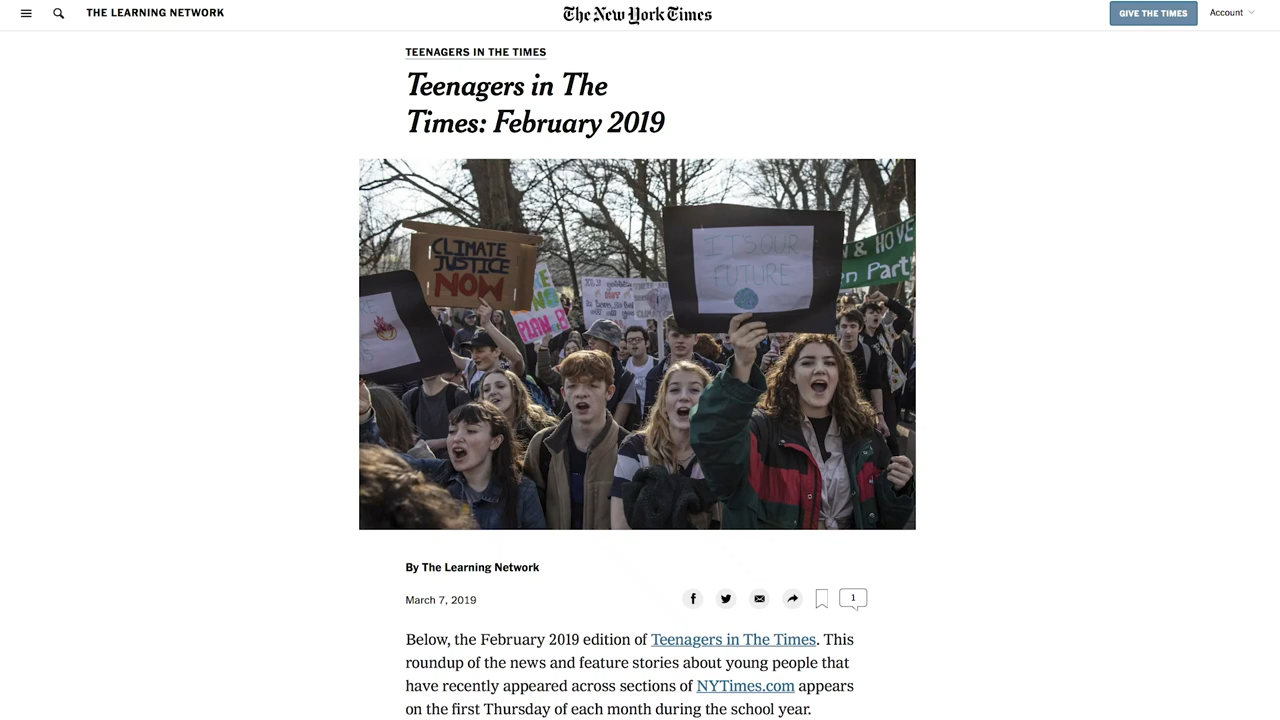 THE LEARNING NETWORK
The New York Times
GIVE THE TIMES
Account
TEENAGERS IN THE TIMES
Teenagers in The
Times: February 2019
CLIMATE
JUSTICE
NOW
PLAN B
IT'S OUR
FUTURE
& HOVE
n Part
By The Learning Network
March 7, 2019
1
Below, the February 2019 edition of Teenagers in The Times. This
roundup of the news and feature stories about young people that
have recently appeared across sections of NYTimes.com appears
on the first Thursday of each month during the school year.